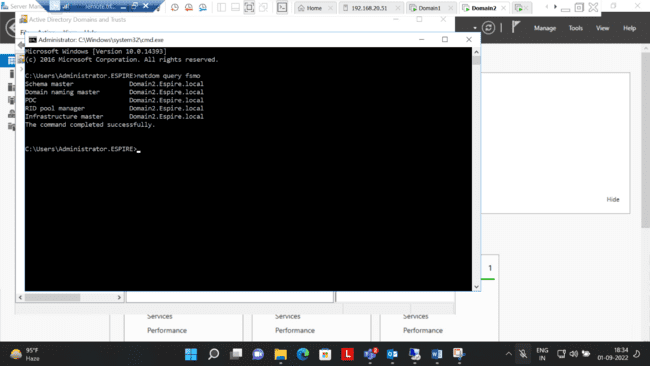 Server Man
Home
192.168.20.51
Domain1
Domain2
Active Directory Domains and Trusts
Manage
Tools
View
Help
Administrator: C:\Windows\system32\cmd.exe
Microsoft Windows [Version 10.0.14393]
(c) 2016 Microsoft Corporation. All rights reserved.
C:\Users\Administrator.ESPIRE>netdom query fsmo
Schema master Domain2.Espire.local
Domain naming master Domain2.Espire.local
PDC Domain2.Espire.local
RID pool manager Domain2.Espire.local
Infrastructure master Domain2.Espire.local
The command completed successfully.
C:\Users\Administrator.ESPIRE>
Hide
1
Services
Services
Services
Performance
Performance
Performance
95°F
Haze
L
ENG
IN
18:34
01-09-2022